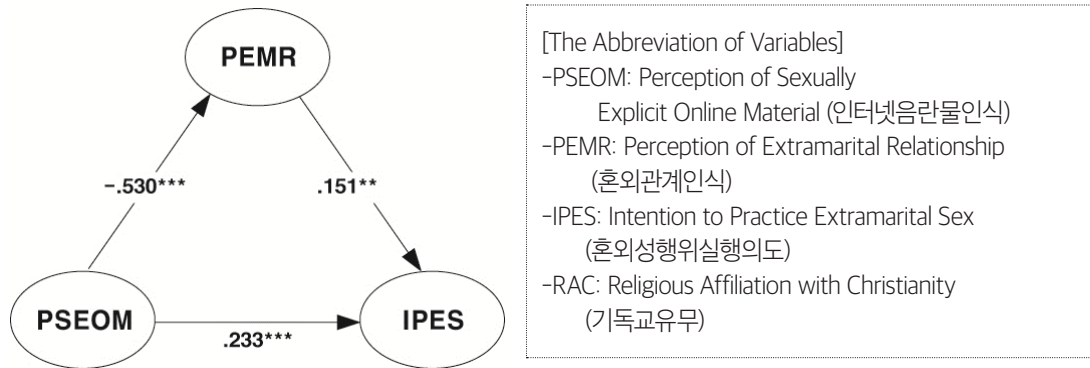 PEMR
-.530***
.151**
PSEOM
.233***
IPES
[The Abbreviation of Variables]
-PSEOM: Perception of Sexually
Explicit Online Material (인터넷음란물인식)
-PEMR: Perception of Extramarital Relationship
(혼외관계인식)
-IPES: Intention to Practice Extramarital Sex
(혼외성행위실행의도)
-RAC: Religious Affiliation with Christianity
(기독교유무)